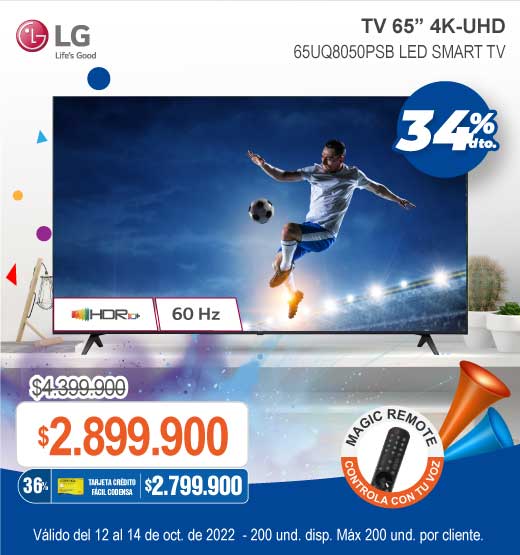 LG
Life's Good
TV 65” 4K-UHD
65UQ8050PSB LED SMART TV
34% dto.
HDR10+
60 Hz
$4.399.900
$2.899.900
36%
TARJETA CRÉDITO
FÁCIL CODENSA
$2.799.900
MAGIC REMOTE
CONTROLA CON TU VOZ
Válido del 12 al 14 de oct. de 2022 - 200 und. disp. Máx 200 und. por cliente.